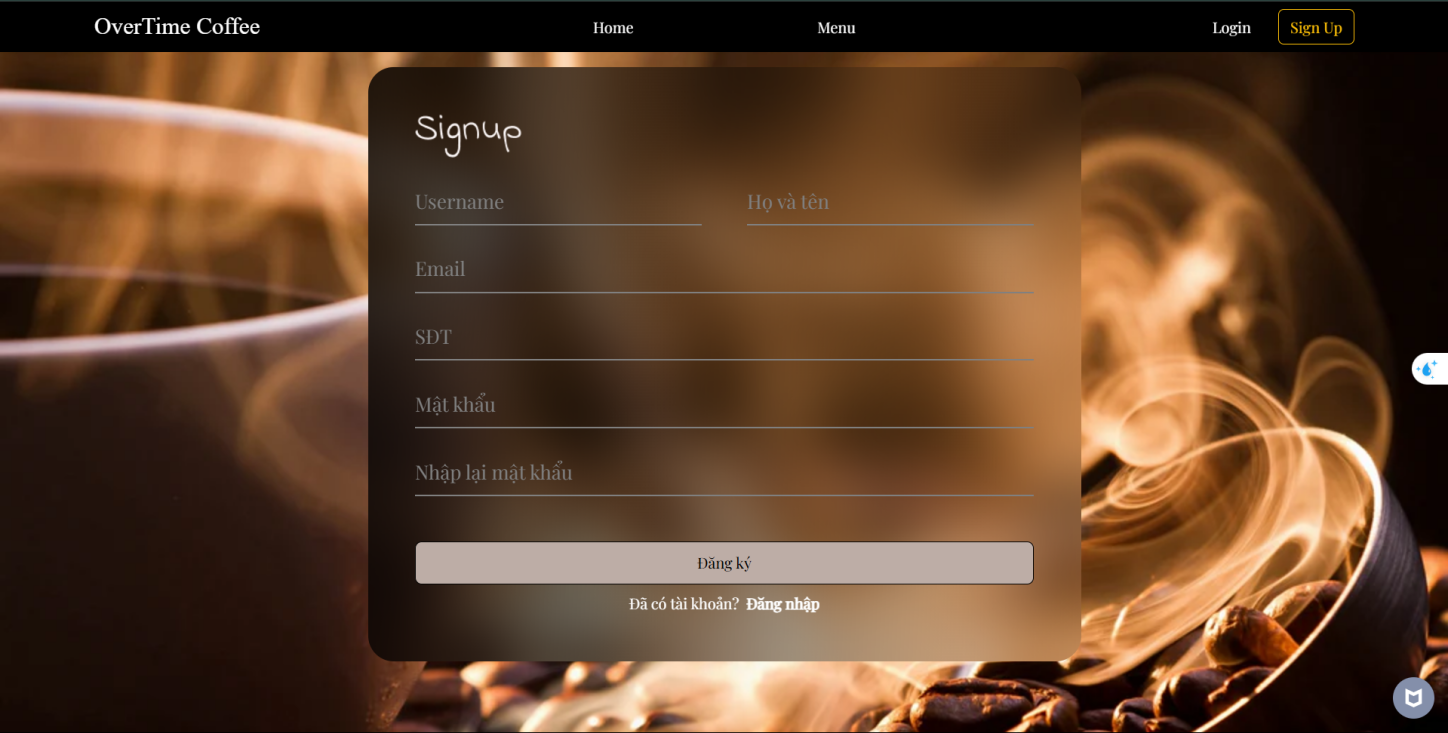 OverTime Coffee
Home
Menu
Login
Sign Up
Signup
Username
Họ và tên
Email
SĐT
Mật khẩu
Nhập lại mật khẩu
Đăng ký
Đã có tài khoản? Đăng nhập